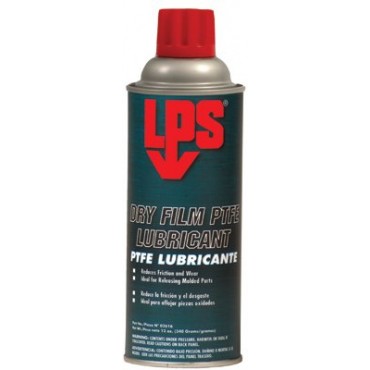 LPS®
DRY FILM PTFE
LUBRICANT
PTFE LUBRICANTE
Reduces Friction and Wear
Ideal for Releasing Molded Parts
Reduce la fricción y el desgaste
Ideal para aflojar piezas oxidadas